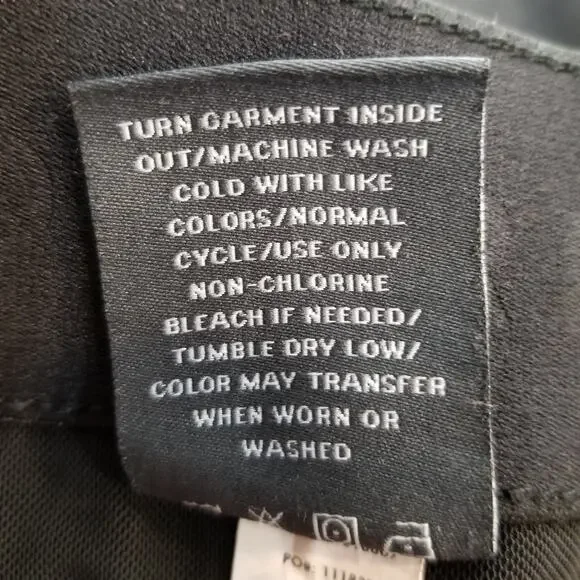 TURN GARMENT INSIDE
OUT/MACHINE WASH
COLD WITH LIKE
COLORS/NORMAL
CYCLE/USE ONLY
NON-CHLORINE
BLEACH IF NEEDED/
TUMBLE DRY LOW/
COLOR MAY TRANSFER
WHEN WORN OR
WASHED